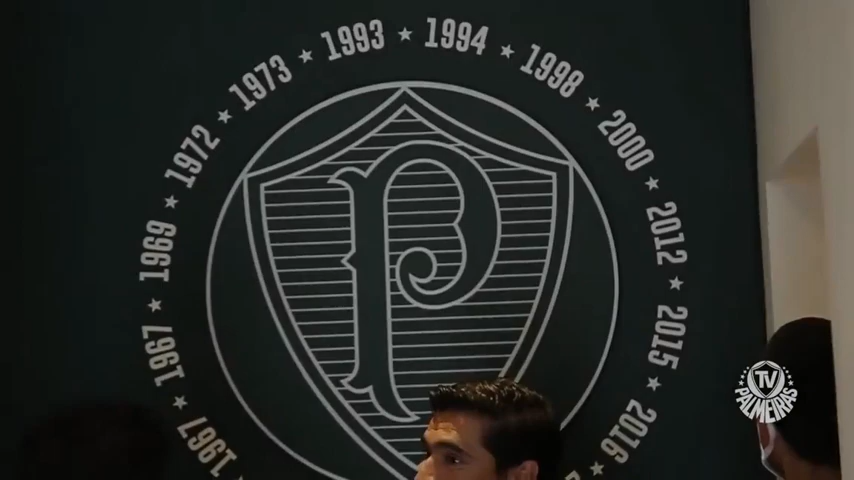 1967 ★ 1967 ★ 1969 ★ 1972 ★ 1973 ★ 1993 ★ 1994 ★ 1998 ★ 2000 ★ 2012 ★ 2015 ★ 2016 ★
P
TV
PALMEIRAS